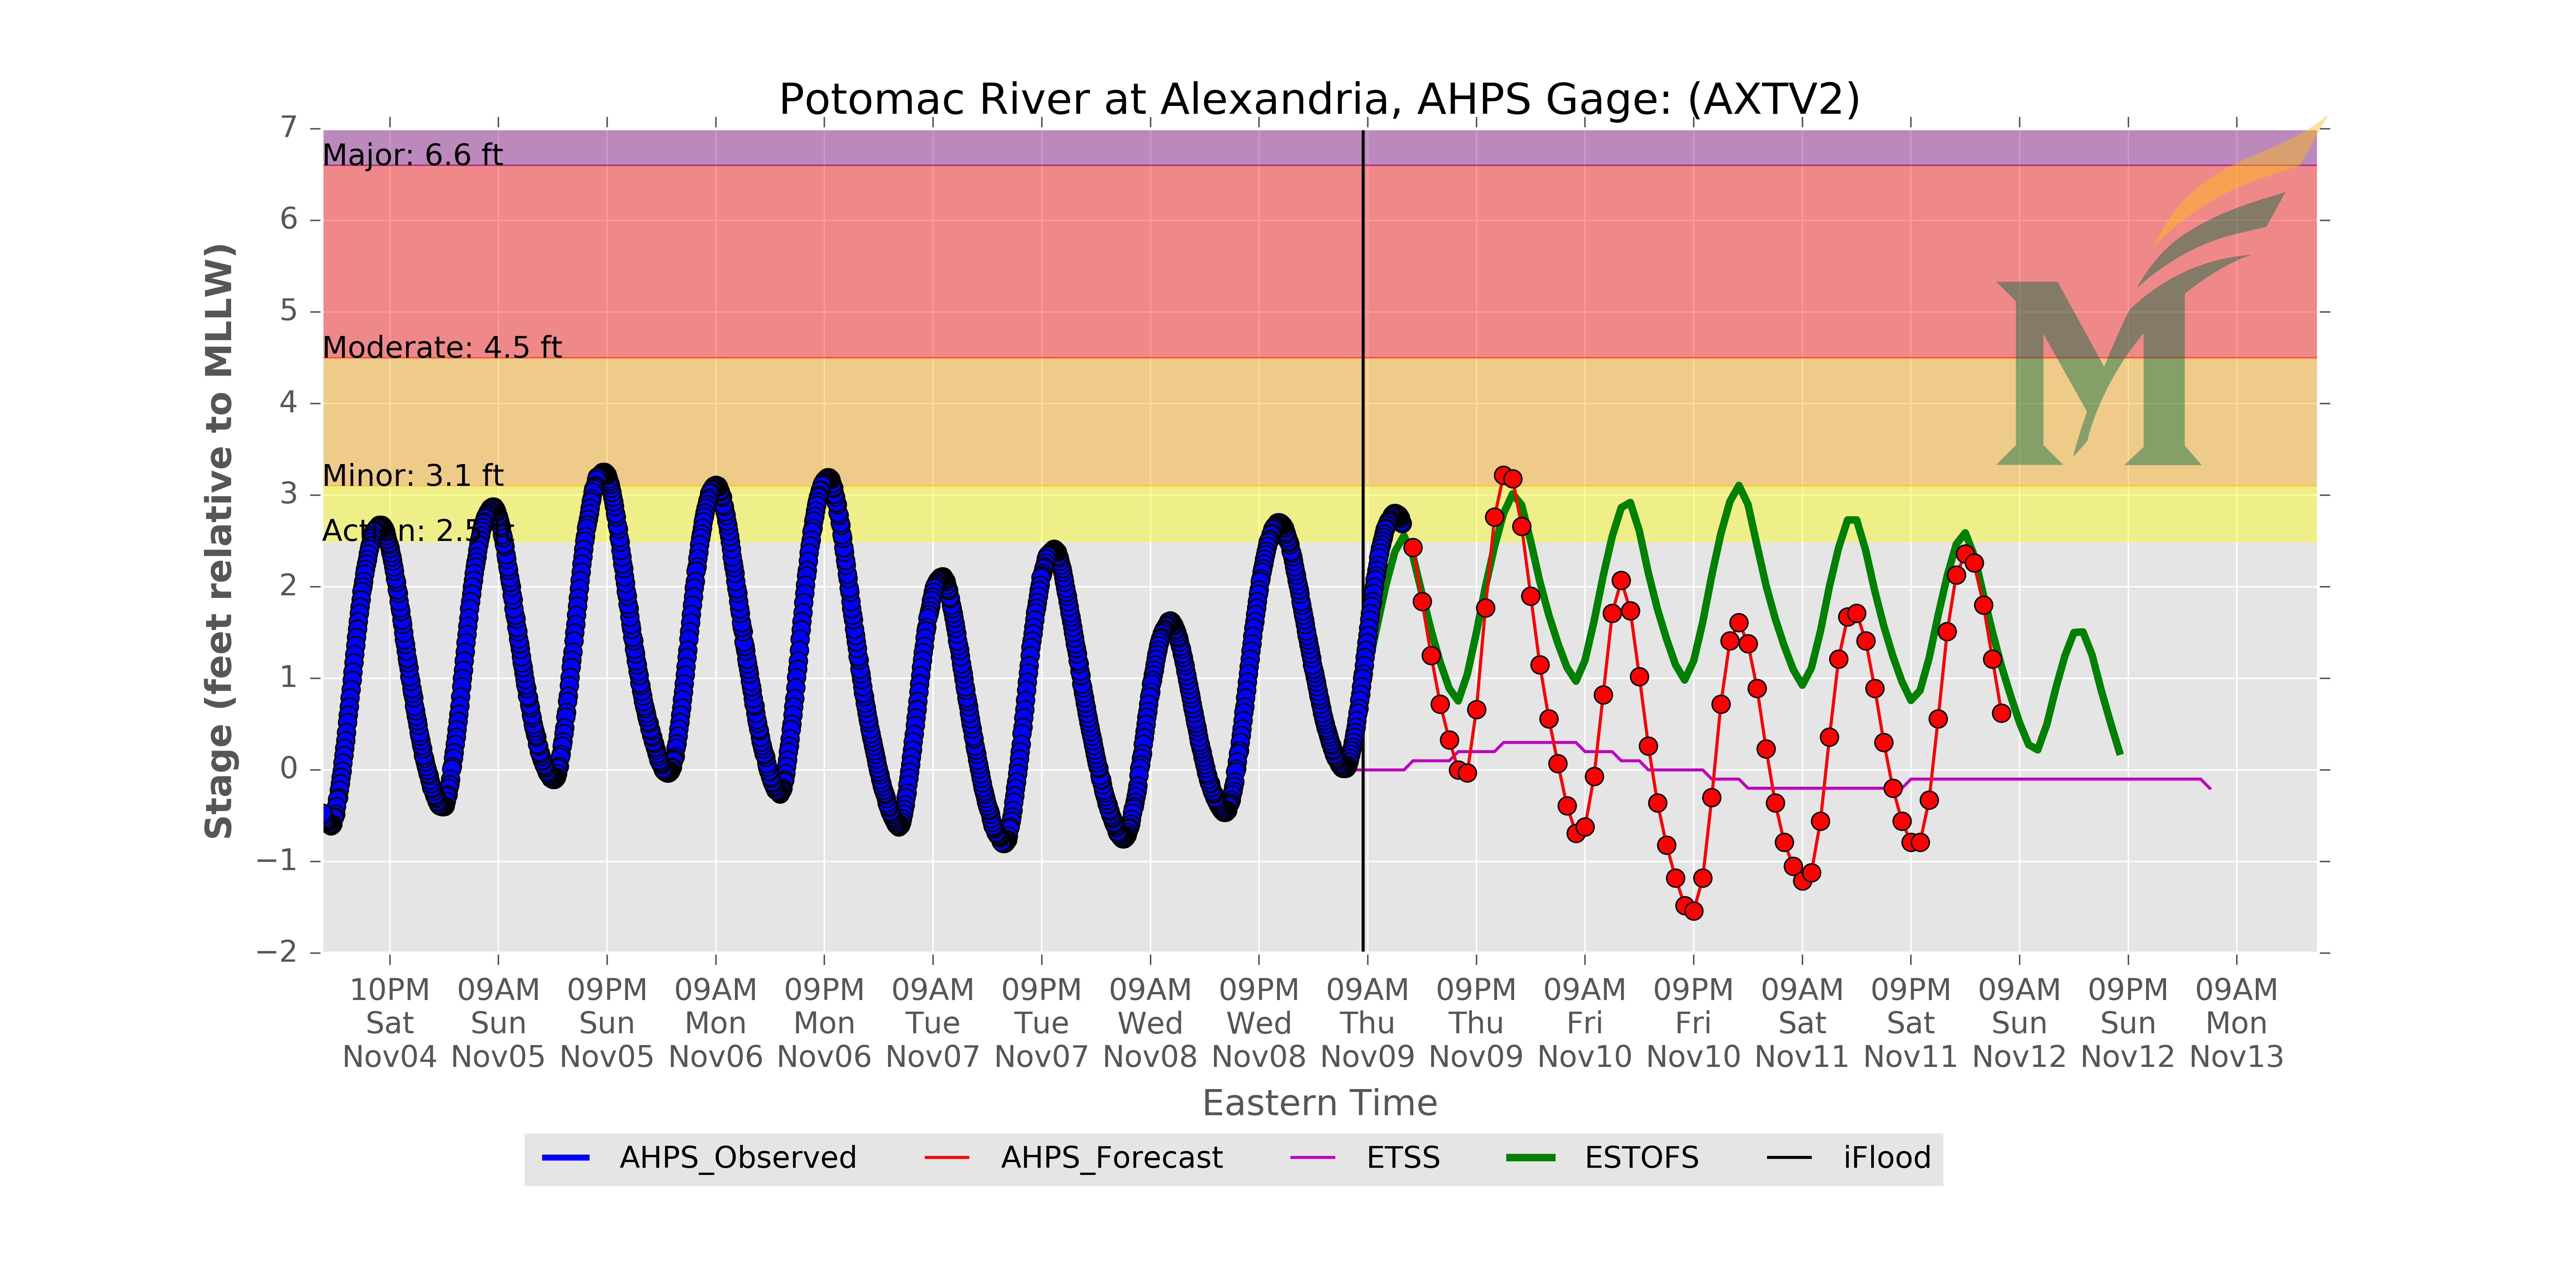 Potomac River at Alexandria, AHPS Gage: (AXTV2)
Stage (feet relative to MLLW)
7
6
5
4
3
2
1
0
−1
−2
Major: 6.6 ft
Moderate: 4.5 ft
Minor: 3.1 ft
Action: 2.5 ft
M
10PM 09AM 09PM 09AM 09PM 09AM 09PM 09AM 09PM 09AM 09PM 09AM 09PM 09AM 09PM 09AM 09PM 09AM
Sat Sun Sun Mon Mon Tue Tue Wed Wed Thu Thu Fri Fri Sat Sat Sun Sun Mon
Nov04 Nov05 Nov05 Nov06 Nov06 Nov07 Nov07 Nov08 Nov08 Nov09 Nov09 Nov10 Nov10 Nov11 Nov11 Nov12 Nov12 Nov13
Eastern Time
AHPS_Observed AHPS_Forecast ETSS ESTOFS iFlood